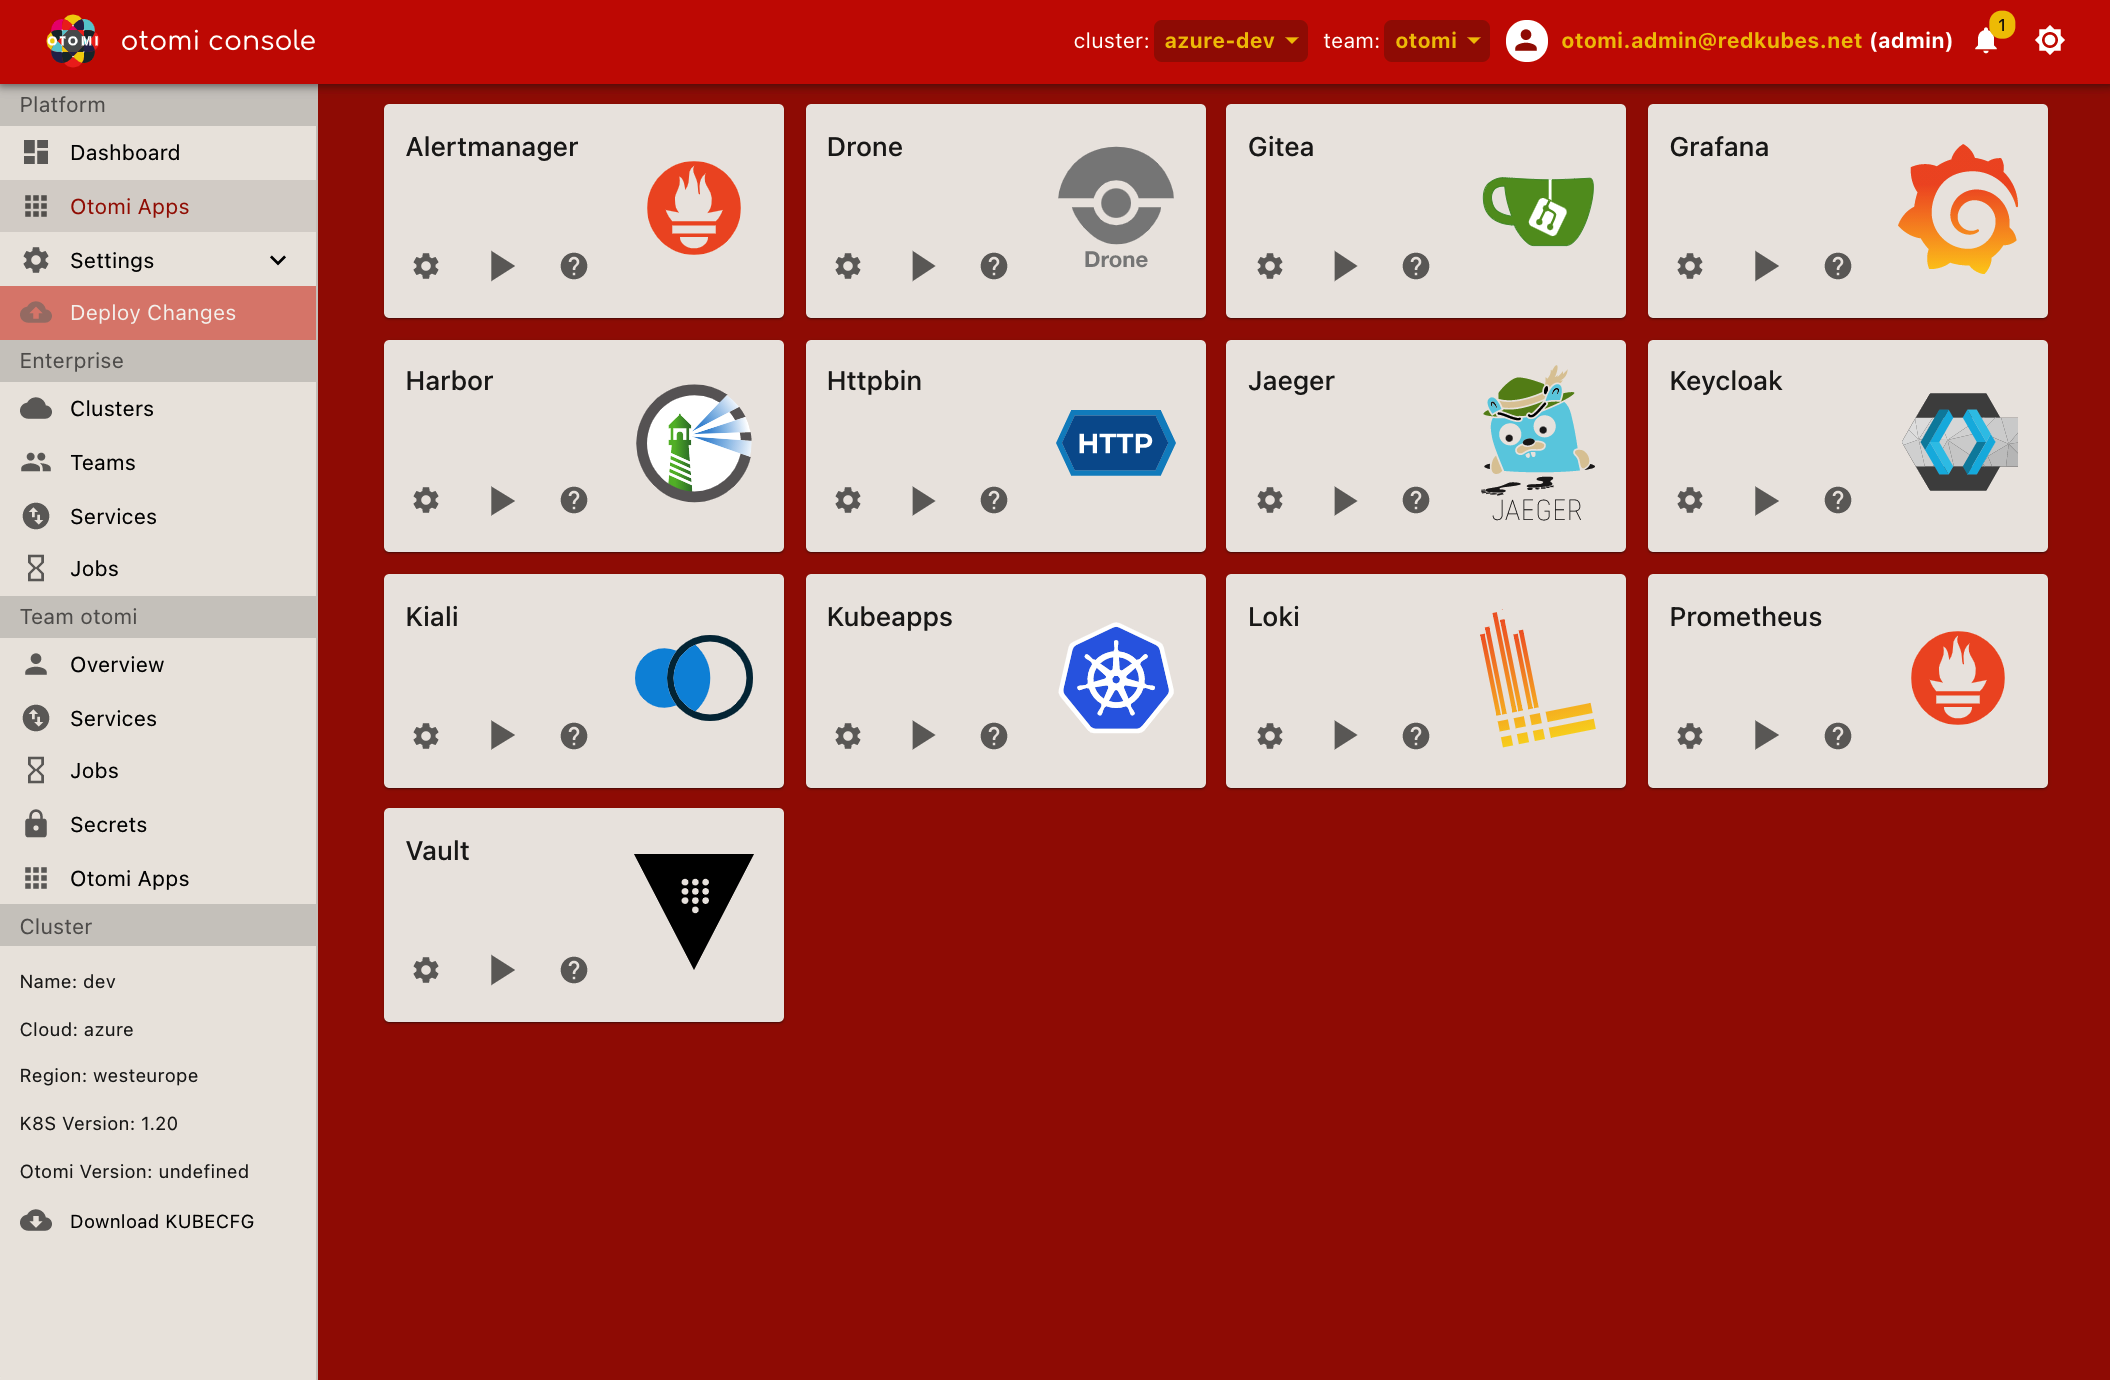 OTOMI
otomi console
cluster: azure-dev team: otomi otomi.admin@redkubes.net (admin) 1
Platform
Dashboard
Otomi Apps
Settings
Deploy Changes
Enterprise
Clusters
Teams
Services
Jobs
Team otomi
Overview
Services
Jobs
Secrets
Otomi Apps
Cluster
Name: dev
Cloud: azure
Region: westeurope
K8S Version: 1.20
Otomi Version: undefined
Download KUBECFG
Alertmanager
Drone
Drone
Gitea
Grafana
Harbor
Httpbin
HTTP
Jaeger
JAEGER
Keycloak
Kiali
Kubeapps
Loki
Prometheus
Vault